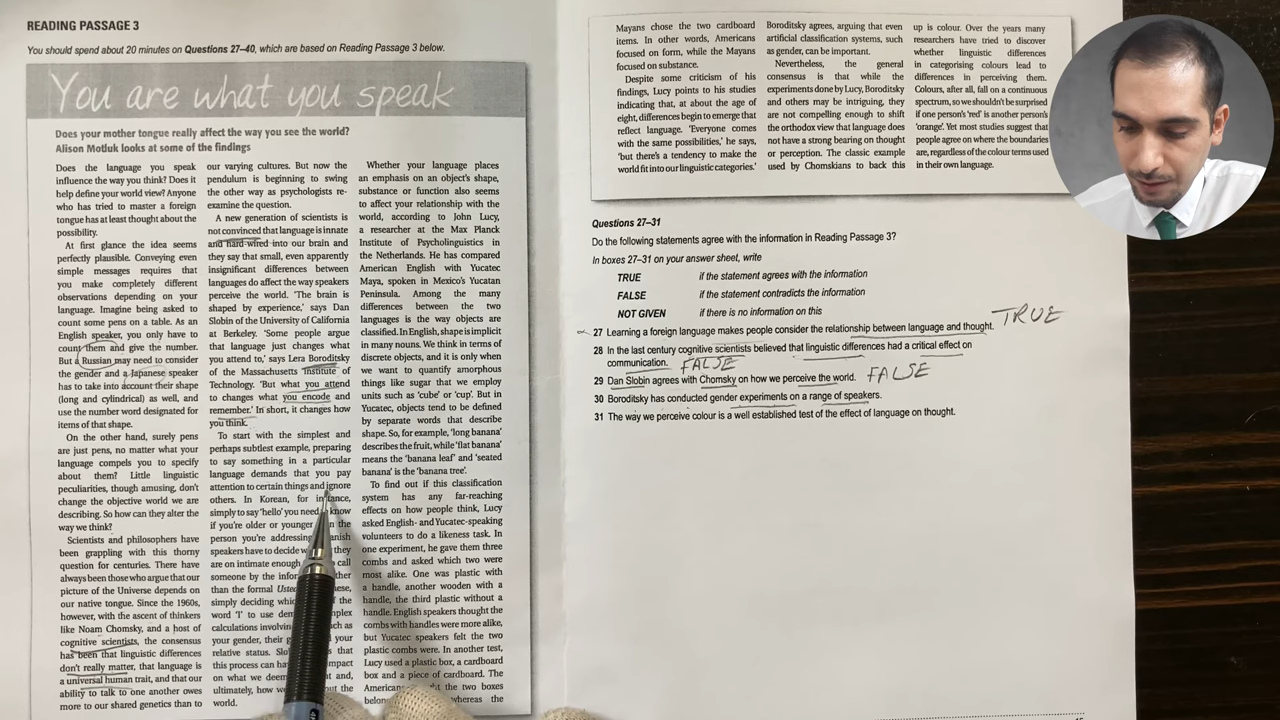 READING PASSAGE 3
You should spend about 20 minutes on Questions 27–40, which are based on Reading Passage 3 below.
You are what you speak
Does your mother tongue really affect the way you see the world?
Alison Motluk looks at some of the findings
Does the language you speak
influence the way you think? Does it
help define your world view? Anyone
who has tried to master a foreign
tongue has at least thought about the
possibility.
At first glance the idea seems
perfectly plausible. Conveying even
simple messages requires that
you make completely different
observations depending on your
language. Imagine being asked to
count some pens on a table. As an
English speaker, you only have to
count them and give the number.
But a Russian may need to consider
the gender and a Japanese speaker
has to take into account their shape
(long and cylindrical) as well, and
use the number word designated for
items of that shape.
On the other hand, surely pens
are just pens, no matter what your
language compels you to specify
about them? Little linguistic
peculiarities, though amusing, don't
change the objective world we are
describing. So how can they alter the
way we think?
Scientists and philosophers have
been grappling with this thorny
question for centuries. There have
always been those who argue that our
picture of the Universe depends on
our native tongue. Since the 1960s,
however, with the ascent of thinkers
like Noam Chomsky, and a host of
cognitive scientists, the consensus
has been that linguistic differences
don't really matter, that language is
a universal human trait, and that our
ability to talk to one another owes
more to our shared genetics than to
our varying cultures. But now the
pendulum is beginning to swing
the other way as psychologists re-
examine the question.
A new generation of scientists is
not convinced that language is innate
and hard-wired into our brain and
they say that small, even apparently
insignificant differences between
languages do affect the way speakers
perceive the world. 'The brain is
shaped by experience,' says Dan
Slobin of the University of California
at Berkeley. 'Some people argue
that language just changes what
you attend to,' says Lera Boroditsky
of the Massachusetts Institute of
Technology. 'But what you attend
to changes what you encode and
remember.' In short, it changes how
you think.
To start with the simplest and
perhaps subtlest example, preparing
to say something in a particular
language demands that you pay
attention to certain things and ignore
others. In Korean, for instance,
simply to say 'hello' you need know
if you're older or younger the
person you're addressing.
speakers have to decide they
are on intimate enough call
someone by the
than the formal
simply deciding the
word 'I' to use
calculations as
your gender, their your
relative status. that
this process can impact
on what we deem and,
ultimately, how the
world.
Whether your language places
an emphasis on an object's shape,
substance or function also seems
to affect your relationship with the
world, according to John Lucy,
a researcher at the Max Planck
Institute of Psycholinguistics in
the Netherlands. He has compared
American English with Yucatec
Maya, spoken in Mexico's Yucatan
Peninsula. Among the many
differences between the two
languages is the way objects are
classified. In English, shape is implicit
in many nouns. We think in terms of
discrete objects, and it is only when
we want to quantify amorphous
things like sugar that we employ
units such as 'cube' or 'cup'. But in
Yucatec, objects tend to be defined
by separate words that describe
shape. So, for example, 'long banana'
describes the fruit, while 'flat banana'
means the 'banana leaf' and 'seated
banana' is the 'banana tree'.
To find out if this classification
system has any far-reaching
effects on how people think, Lucy
asked English- and Yucatec-speaking
volunteers to do a likeness task. In
one experiment, he gave them three
combs and asked which two were
most alike. One was plastic with
a handle, another wooden with a
handle, the third plastic without a
handle. English speakers thought the
combs with handles were more alike,
but Yucatec speakers felt the two
plastic combs were. In another test,
Lucy used a plastic box, a cardboard
box and a piece of cardboard. The
the two boxes
whereas the
Mayans chose the two cardboard
items. In other words, Americans
focused on form, while the Mayans
focused on substance.
Despite some criticism of his
findings, Lucy points to his studies
indicating that, at about the age of
eight, differences begin to emerge that
reflect language. 'Everyone comes
with the same possibilities,' he says,
'but there's a tendency to make the
world fit into our linguistic categories.'
Boroditsky agrees, arguing that even
artificial classification systems, such
as gender, can be important.
Nevertheless, the general
consensus is that while the
experiments done by Lucy, Boroditsky
and others may be intriguing, they
are not compelling enough to shift
the orthodox view that language does
not have a strong bearing on thought
or perception. The classic example
used by Chomskians to back this
up is colour. Over the years many
researchers have tried to discover
whether linguistic differences
in categorising colours lead to
differences in perceiving them.
Colours, after all, fall on a continuous
spectrum, so we shouldn't be surprised
if one person's 'red' is another person's
'orange'. Yet most studies suggest that
people agree on where the boundaries
are, regardless of the colour terms used
in their own language.
Questions 27–31
Do the following statements agree with the information in Reading Passage 3?
In boxes 27–31 on your answer sheet, write
TRUE if the statement agrees with the information
FALSE if the statement contradicts the information
NOT GIVEN if there is no information on this
27 Learning a foreign language makes people consider the relationship between language and thought. TRUE
28 In the last century cognitive scientists believed that linguistic differences had a critical effect on
communication. FALSE
29 Dan Slobin agrees with Chomsky on how we perceive the world. FALSE
30 Boroditsky has conducted gender experiments on a range of speakers.
31 The way we perceive colour is a well established test of the effect of language on thought.